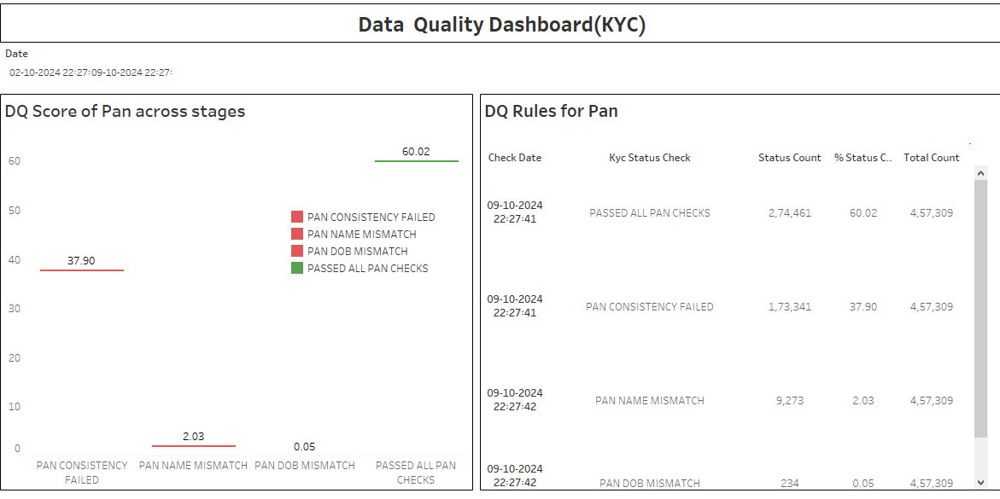 Data Quality Dashboard(KYC)
Date
02-10-2024 22:27:09-10-2024 22:27:
DQ Score of Pan across stages
60
50
40
30
20
10
0
37.90
2.03
0.05
60.02
PAN CONSISTENCY FAILED
PAN NAME MISMATCH
PAN DOB MISMATCH
PASSED ALL PAN CHECKS
PAN CONSISTENCY
FAILED
PAN NAME MISMATCH
PAN DOB MISMATCH
PASSED ALL PAN
CHECKS
DQ Rules for Pan
Check Date Kyc Status Check Status Count % Status C.. Total Count
09-10-2024
22:27:41
PASSED ALL PAN CHECKS 2,74,461 60.02 4,57,309
09-10-2024
22:27:41
PAN CONSISTENCY FAILED 1,73,341 37.90 4,57,309
09-10-2024
22:27:42
PAN NAME MISMATCH 9,273 2.03 4,57,309
09-10-2024
22:27:42
PAN DOB MISMATCH 234 0.05 4,57,309